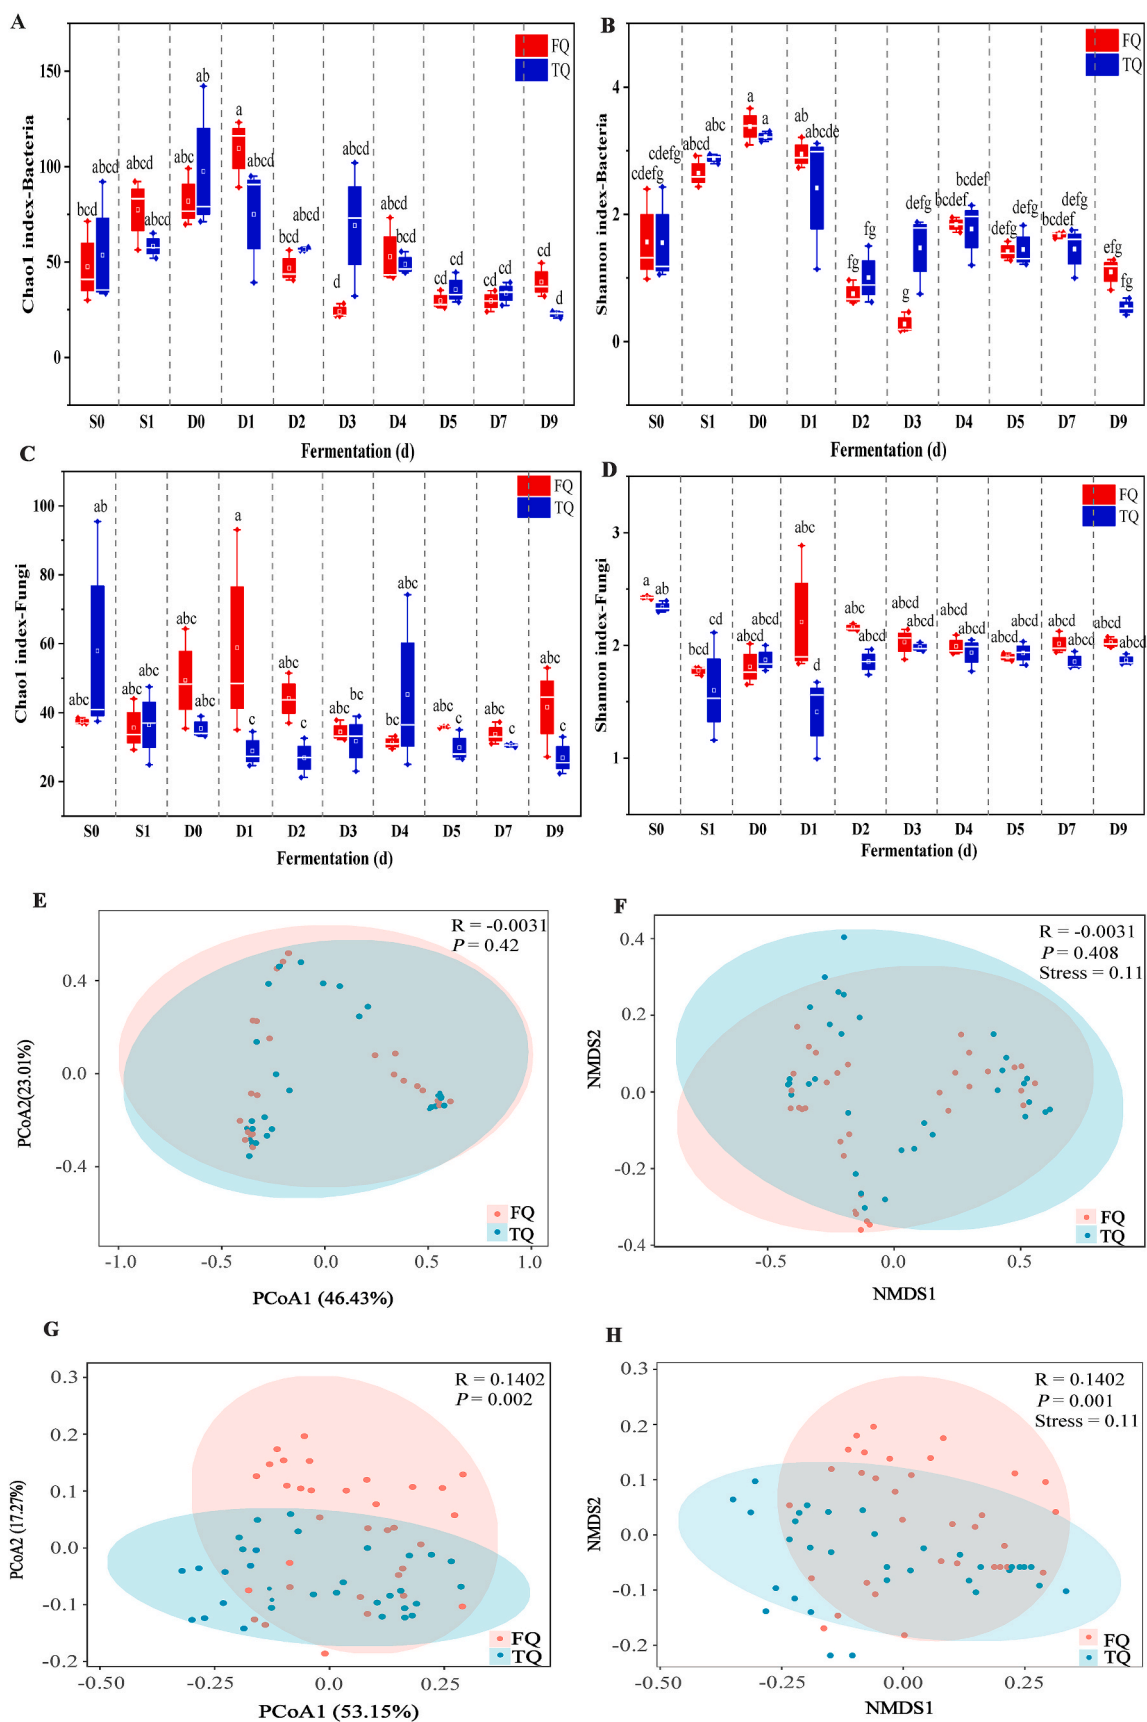 A
FQ
TQ
Chao1 index-Bacteria
150
100
50
0
bcd
abcd
abcd
abcd
abc
ab
a
abcd
bcd
abcd
d
abcd
abcd
abcd
cd
cd
cd
cd
abcd
d
S0 S1 D0 D1 D2 D3 D4 D5 D7 D9
Fermentation (d)
B
FQ
TQ
Shannon index-Bacteria
4
2
0
cdefg
cdefg
abcd
abc
a
a
ab
abcde
fg
fg
g
defg
bcdef
bcdef
defg
defg
bcdef
defg
efg
fg
S0 S1 D0 D1 D2 D3 D4 D5 D7 D9
Fermentation (d)
C
FQ
TQ
Chao1 index-Fungi
100
80
60
40
20
abc
ab
abc
abc
abc
abc
a
c
abc
c
abc
bc
bc
abc
abc
c
abc
c
abc
c
S0 S1 D0 D1 D2 D3 D4 D5 D7 D9
Fermentation (d)
D
FQ
TQ
Shannon index-Fungi
3
2
1
a
ab
bcd
cd
abcd
abcd
abc
d
abc
abcd
abcd
abcd
abcd
abcd
abcd
abcd
abcd
abcd
abcd
abcd
S0 S1 D0 D1 D2 D3 D4 D5 D7 D9
Fermentation (d)
E
R = -0.0031
P = 0.42
PCoA2(23.01%)
0.4
0.0
-0.4
FQ
TQ
-1.0 -0.5 0.0 0.5 1.0
PCoA1 (46.43%)
F
R = -0.0031
P = 0.408
Stress = 0.11
NMDS2
0.4
0.2
0.0
-0.2
-0.4
FQ
TQ
-0.5 0.0 0.5
NMDS1
G
R = 0.1402
P = 0.002
PCoA2 (17.27%)
0.3
0.2
0.1
0.0
-0.1
-0.2
FQ
TQ
-0.50 -0.25 0.00 0.25
PCoA1 (53.15%)
H
R = 0.1402
P = 0.001
Stress = 0.11
NMDS2
0.3
0.2
0.1
0.0
-0.1
-0.2
FQ
TQ
-0.50 -0.25 0.00 0.25
NMDS1